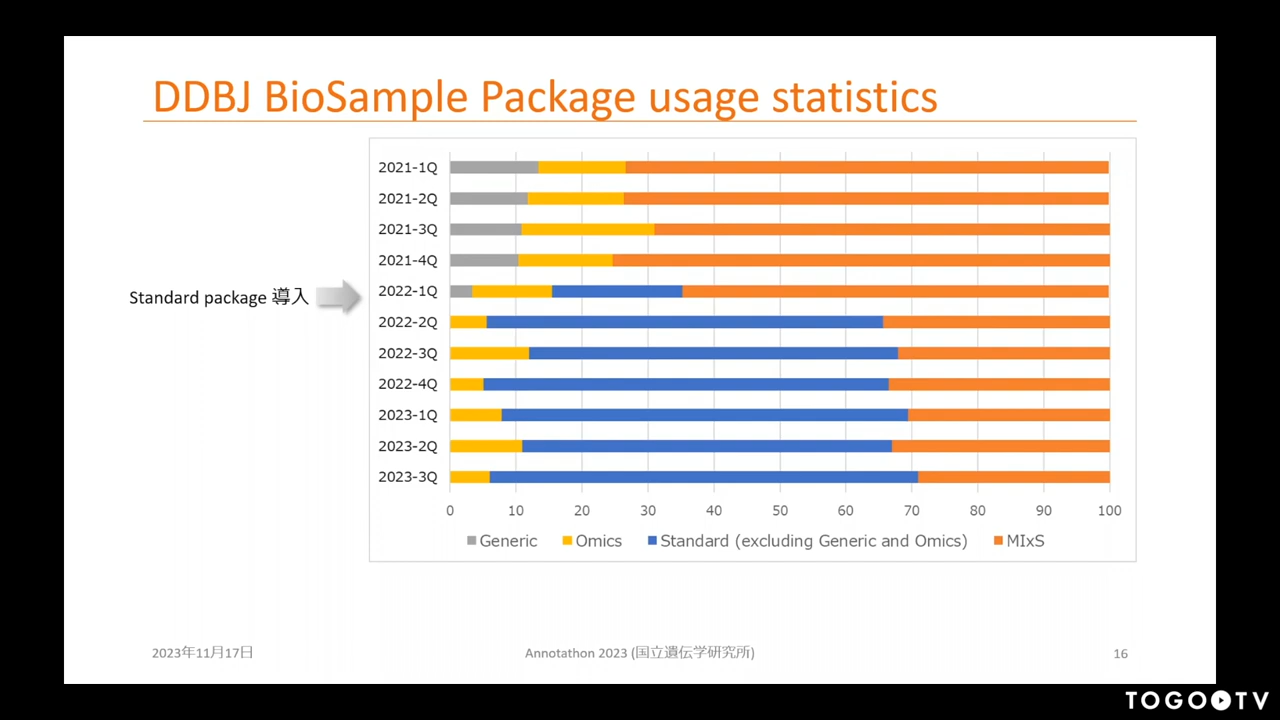 DDBJ BioSample Package usage statistics
2021-1Q
2021-2Q
2021-3Q
2021-4Q
Standard package 導入
2022-1Q
2022-2Q
2022-3Q
2022-4Q
2023-1Q
2023-2Q
2023-3Q
0 10 20 30 40 50 60 70 80 90 100
Generic Omics Standard (excluding Generic and Omics) MIxS
2023年11月17日 Annotathon 2023 (国立遺伝学研究所) 16
TOGO TV